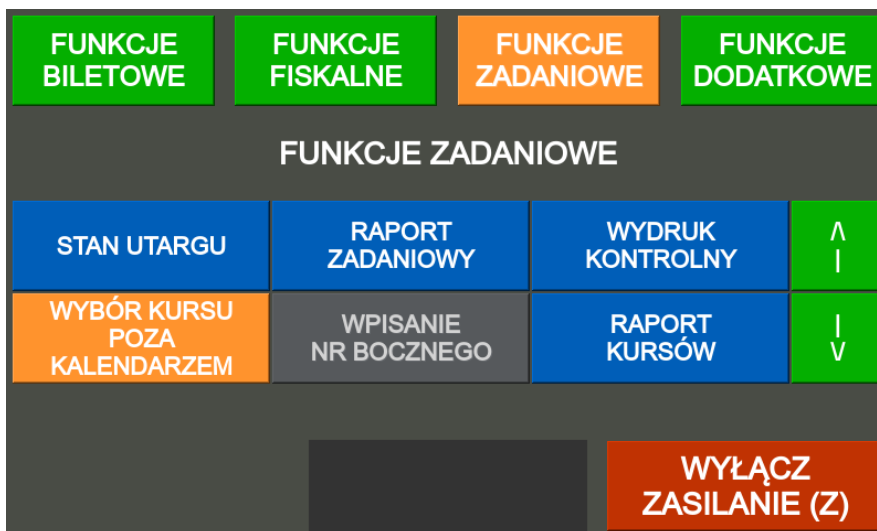 FUNKCJE
BILETOWE
FUNKCJE
FISKALNE
FUNKCJE
ZADANIOWE
FUNKCJE
DODATKOWE
FUNKCJE ZADANIOWE
STAN UTARGU
RAPORT
ZADANIOWY
WYDRUK
KONTROLNY
WYBÓR KURSU
POZA
KALENDARZEM
WPISANIE
NR BOCZNEGO
RAPORT
KURSÓW
WYŁĄCZ
ZASILANIE (Z)